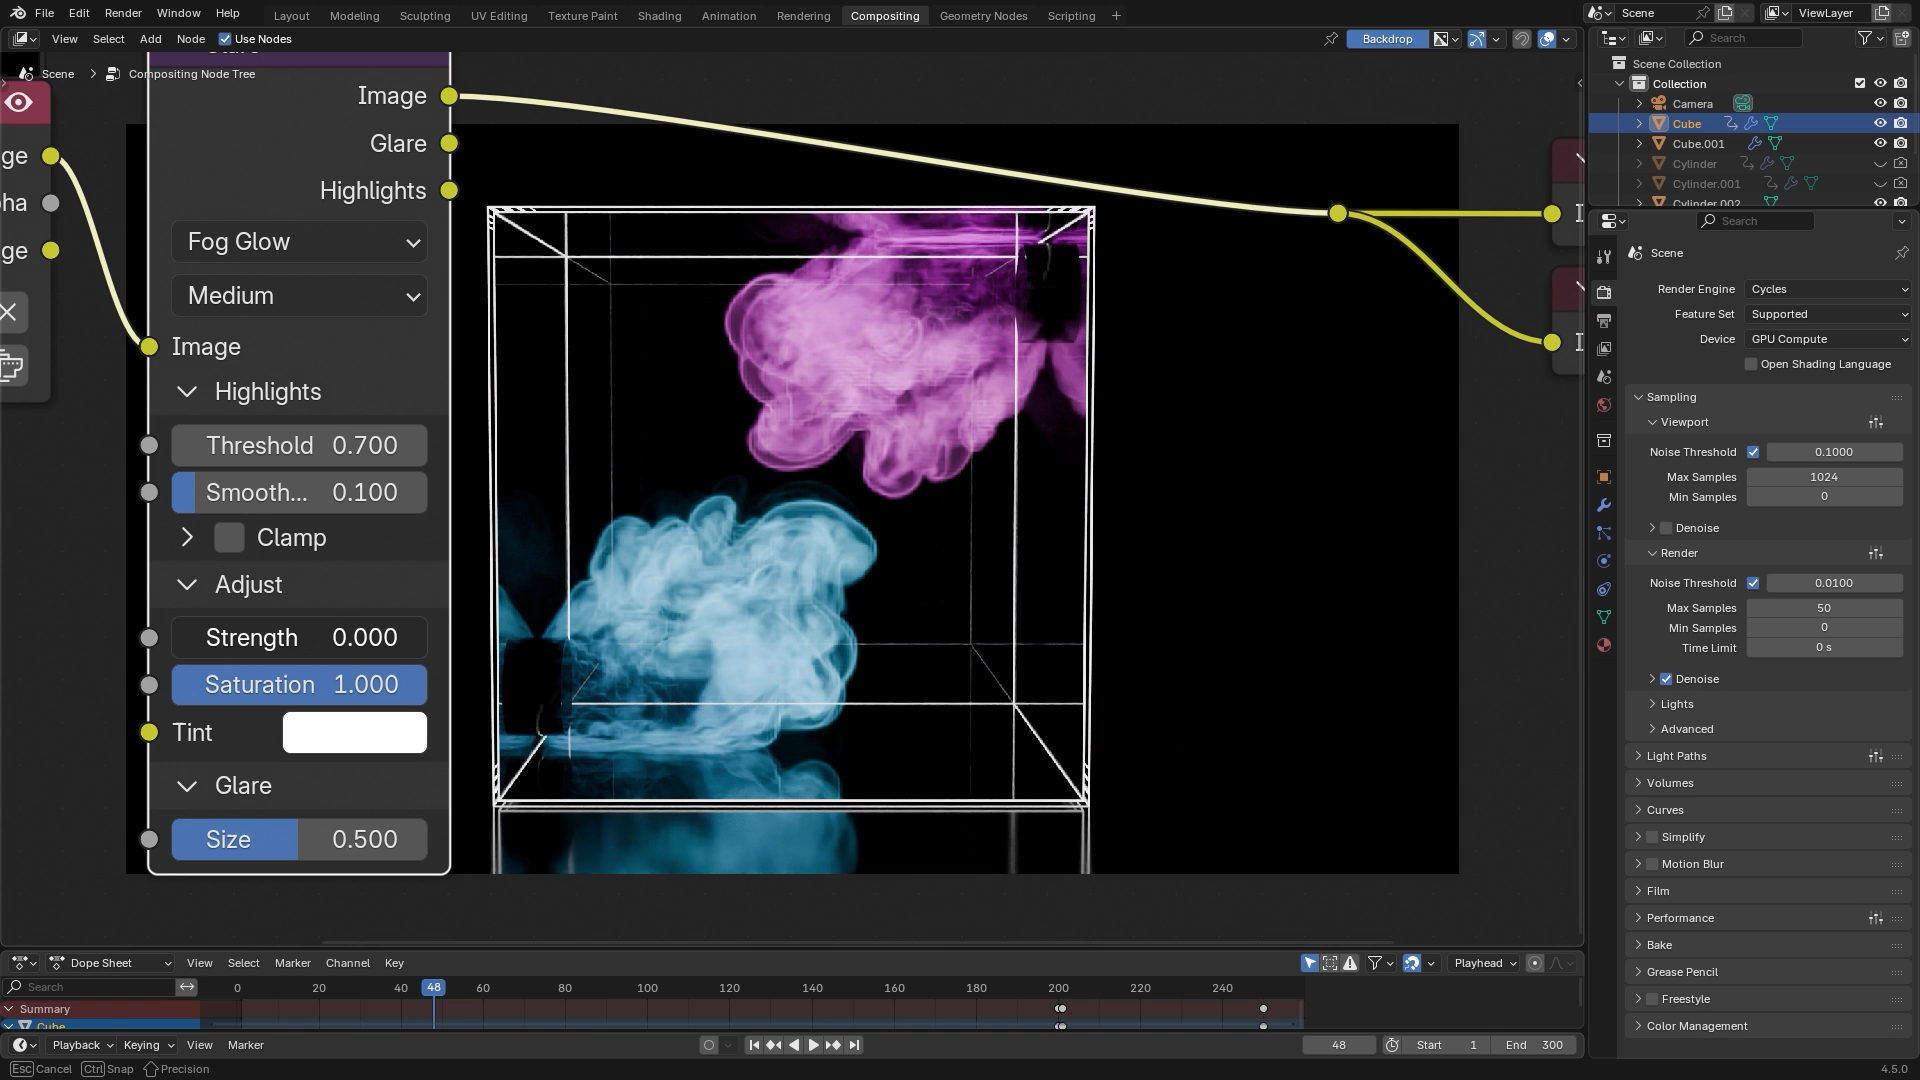 File Edit Render Window Help
Layout Modeling Sculpting UV Editing Texture Paint Shading Animation Rendering Compositing Geometry Nodes Scripting
Scene
ViewLayer
View Select Add Node Use Nodes
Backdrop
Search
Scene Compositing Node Tree
Image
Glare
Highlights
Fog Glow
Medium
Image
Highlights
Threshold 0.700
Smooth... 0.100
Clamp
Adjust
Strength 0.000
Saturation 1.000
Tint
Glare
Size 0.500
ge
ha
ge
Scene Collection
Collection
Camera
Cube
Cube.001
Cylinder
Cylinder.001
Cylinder.002
Search
Scene
Render Engine Cycles
Feature Set Supported
Device GPU Compute
Open Shading Language
Sampling
Viewport
Noise Threshold 0.1000
Max Samples 1024
Min Samples 0
Denoise
Render
Noise Threshold 0.0100
Max Samples 50
Min Samples 0
Time Limit 0 s
Denoise
Lights
Advanced
Light Paths
Volumes
Curves
Simplify
Motion Blur
Film
Performance
Bake
Grease Pencil
Freestyle
Color Management
Dope Sheet View Select Marker Channel Key
Playhead
Search
0 20 40 48 60 80 100 120 140 160 180 200 220 240
Summary
Cube
Playback Keying View Marker
48 Start 1 End 300
Esc Cancel Ctrl Snap Precision
4.5.0